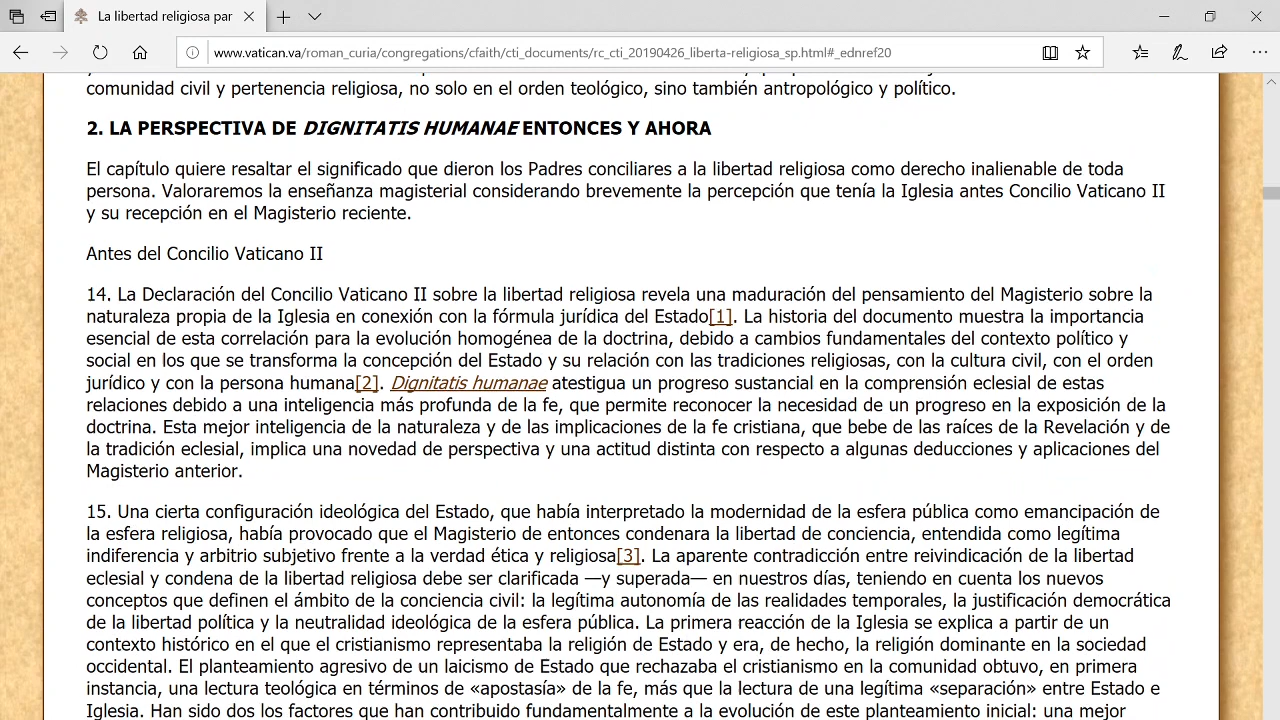 La libertad religiosa par
www.vatican.va/roman_curia/congregations/cfaith/cti_documents/rc_cti_20190426_liberta-religiosa_sp.html#_ednref20
comunidad civil y pertenencia religiosa, no solo en el orden teológico, sino también antropológico y político.
2. LA PERSPECTIVA DE DIGNITATIS HUMANAE ENTONCES Y AHORA
El capítulo quiere resaltar el significado que dieron los Padres conciliares a la libertad religiosa como derecho inalienable de toda
persona. Valoraremos la enseñanza magisterial considerando brevemente la percepción que tenía la Iglesia antes Concilio Vaticano II
y su recepción en el Magisterio reciente.
Antes del Concilio Vaticano II
14. La Declaración del Concilio Vaticano II sobre la libertad religiosa revela una maduración del pensamiento del Magisterio sobre la
naturaleza propia de la Iglesia en conexión con la fórmula jurídica del Estado[1]. La historia del documento muestra la importancia
esencial de esta correlación para la evolución homogénea de la doctrina, debido a cambios fundamentales del contexto político y
social en los que se transforma la concepción del Estado y su relación con las tradiciones religiosas, con la cultura civil, con el orden
jurídico y con la persona humana[2]. Dignitatis humanae atestigua un progreso sustancial en la comprensión eclesial de estas
relaciones debido a una inteligencia más profunda de la fe, que permite reconocer la necesidad de un progreso en la exposición de la
doctrina. Esta mejor inteligencia de la naturaleza y de las implicaciones de la fe cristiana, que bebe de las raíces de la Revelación y de
la tradición eclesial, implica una novedad de perspectiva y una actitud distinta con respecto a algunas deducciones y aplicaciones del
Magisterio anterior.
15. Una cierta configuración ideológica del Estado, que había interpretado la modernidad de la esfera pública como emancipación de
la esfera religiosa, había provocado que el Magisterio de entonces condenara la libertad de conciencia, entendida como legítima
indiferencia y arbitrio subjetivo frente a la verdad ética y religiosa[3]. La aparente contradicción entre reivindicación de la libertad
eclesial y condena de la libertad religiosa debe ser clarificada —y superada— en nuestros días, teniendo en cuenta los nuevos
conceptos que definen el ámbito de la conciencia civil: la legítima autonomía de las realidades temporales, la justificación democrática
de la libertad política y la neutralidad ideológica de la esfera pública. La primera reacción de la Iglesia se explica a partir de un
contexto histórico en el que el cristianismo representaba la religión de Estado y era, de hecho, la religión dominante en la sociedad
occidental. El planteamiento agresivo de un laicismo de Estado que rechazaba el cristianismo en la comunidad obtuvo, en primera
instancia, una lectura teológica en términos de «apostasía» de la fe, más que la lectura de una legítima «separación» entre Estado e
Iglesia. Han sido dos los factores que han contribuido fundamentalmente a la evolución de este planteamiento inicial: una mejor